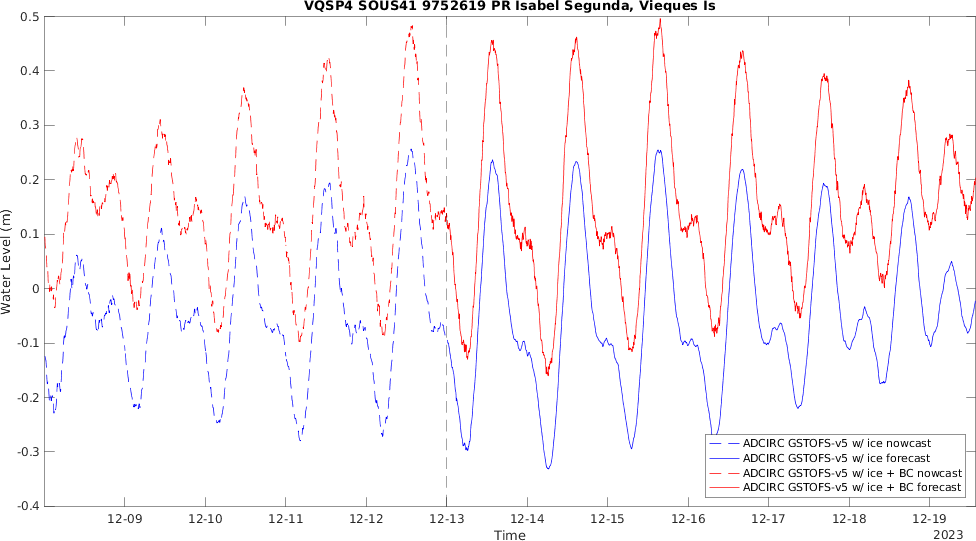 VQSP4 SOUS41 9752619 PR Isabel Segunda, Vieques Is
0.5
0.4
0.3
0.2
0.1
0
-0.1
-0.2
-0.3
-0.4
Water Level (m)
ADCIRC GSTOFS-v5 w/ ice nowcast
ADCIRC GSTOFS-v5 w/ ice forecast
ADCIRC GSTOFS-v5 w/ ice + BC nowcast
ADCIRC GSTOFS-v5 w/ ice + BC forecast
12-09 12-10 12-11 12-12 12-13 12-14 12-15 12-16 12-17 12-18 12-19
Time
2023